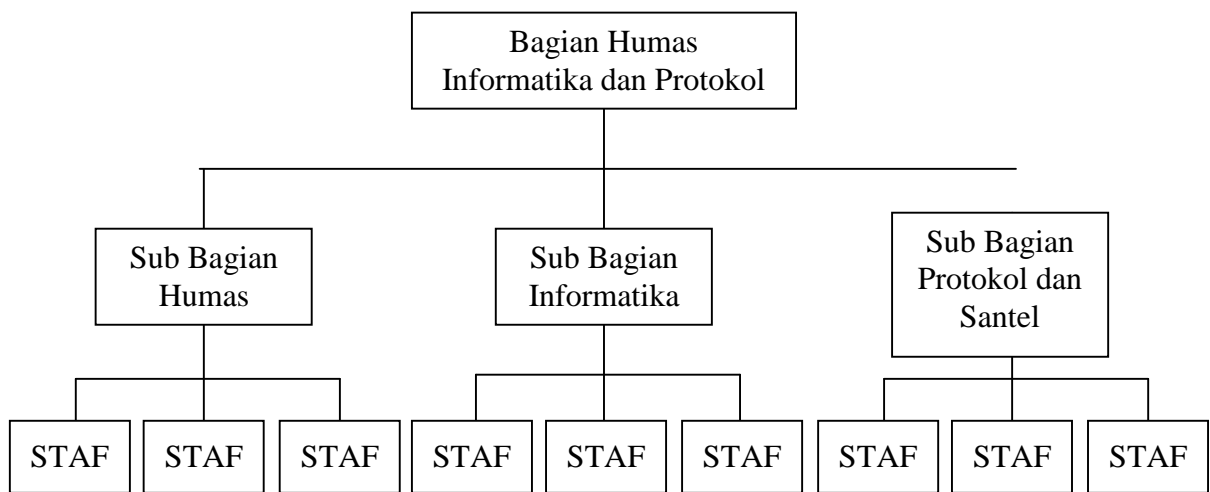 Bagian Humas
Informatika dan Protokol
Sub Bagian
Humas
Sub Bagian
Informatika
Sub Bagian
Protokol dan
Santel
STAF
STAF
STAF
STAF
STAF
STAF
STAF
STAF
STAF